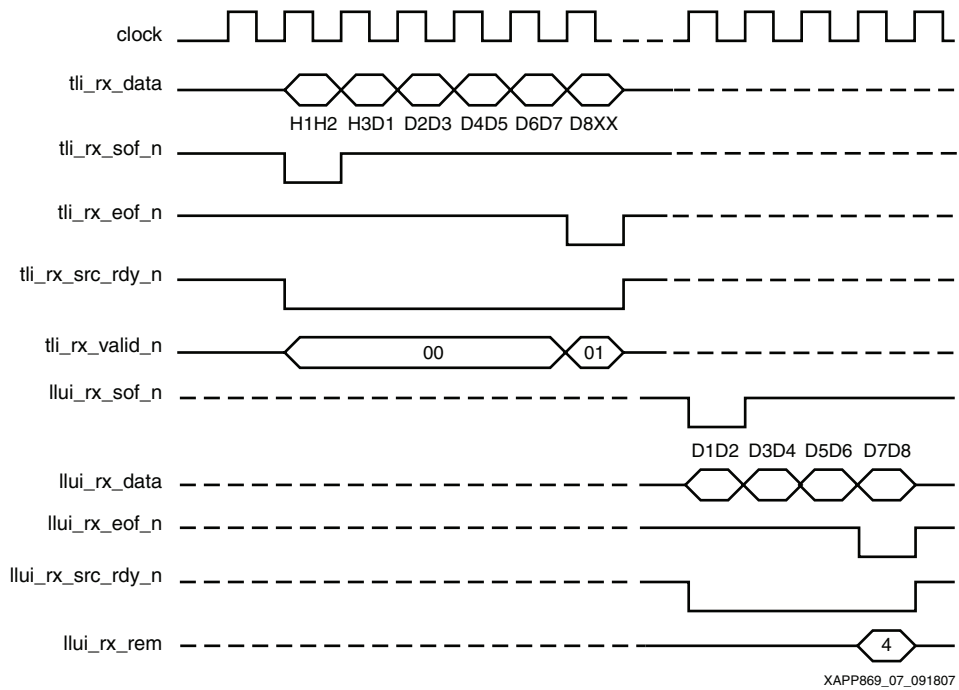 clock
tli_rx_data
H1H2 H3D1 D2D3 D4D5 D6D7 D8XX
tli_rx_sof_n
tli_rx_eof_n
tli_rx_src_rdy_n
tli_rx_valid_n 00 01
llui_rx_sof_n
D1D2 D3D4 D5D6 D7D8
llui_rx_data
llui_rx_eof_n
llui_rx_src_rdy_n
llui_rx_rem 4
XAPP869_07_091807